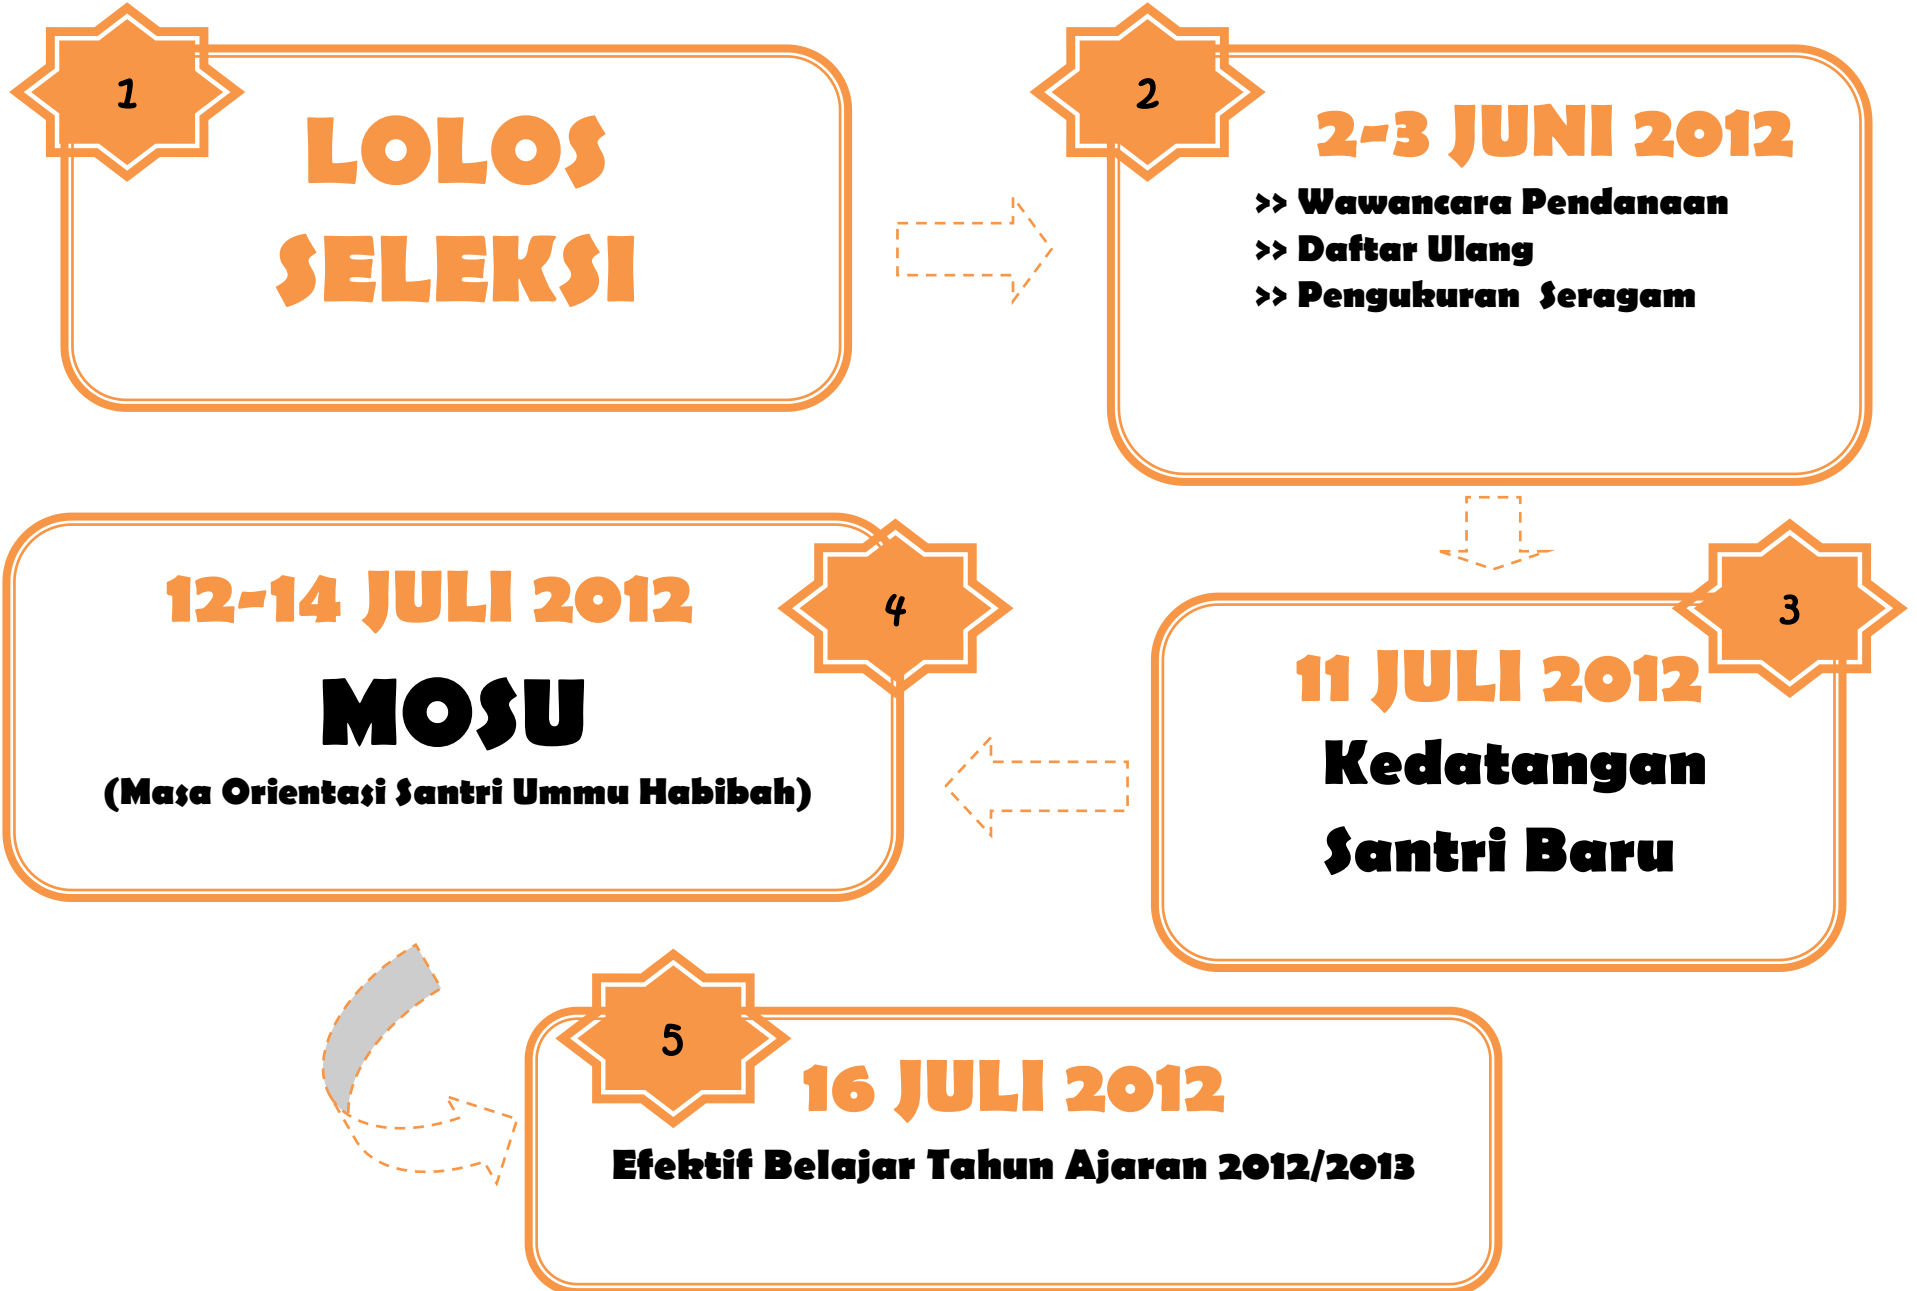 1
LOLOS
SELEKSI
2
2-3 JUNI 2012
>> Wawancara Pendanaan
>> Daftar Ulang
>> Pengukuran Seragam
3
11 JULI 2012
Kedatangan
Santri Baru
4
12-14 JULI 2012
MOSU
(Masa Orientasi Santri Ummu Habibah)
5
16 JULI 2012
Efektif Belajar Tahun Ajaran 2012/2013